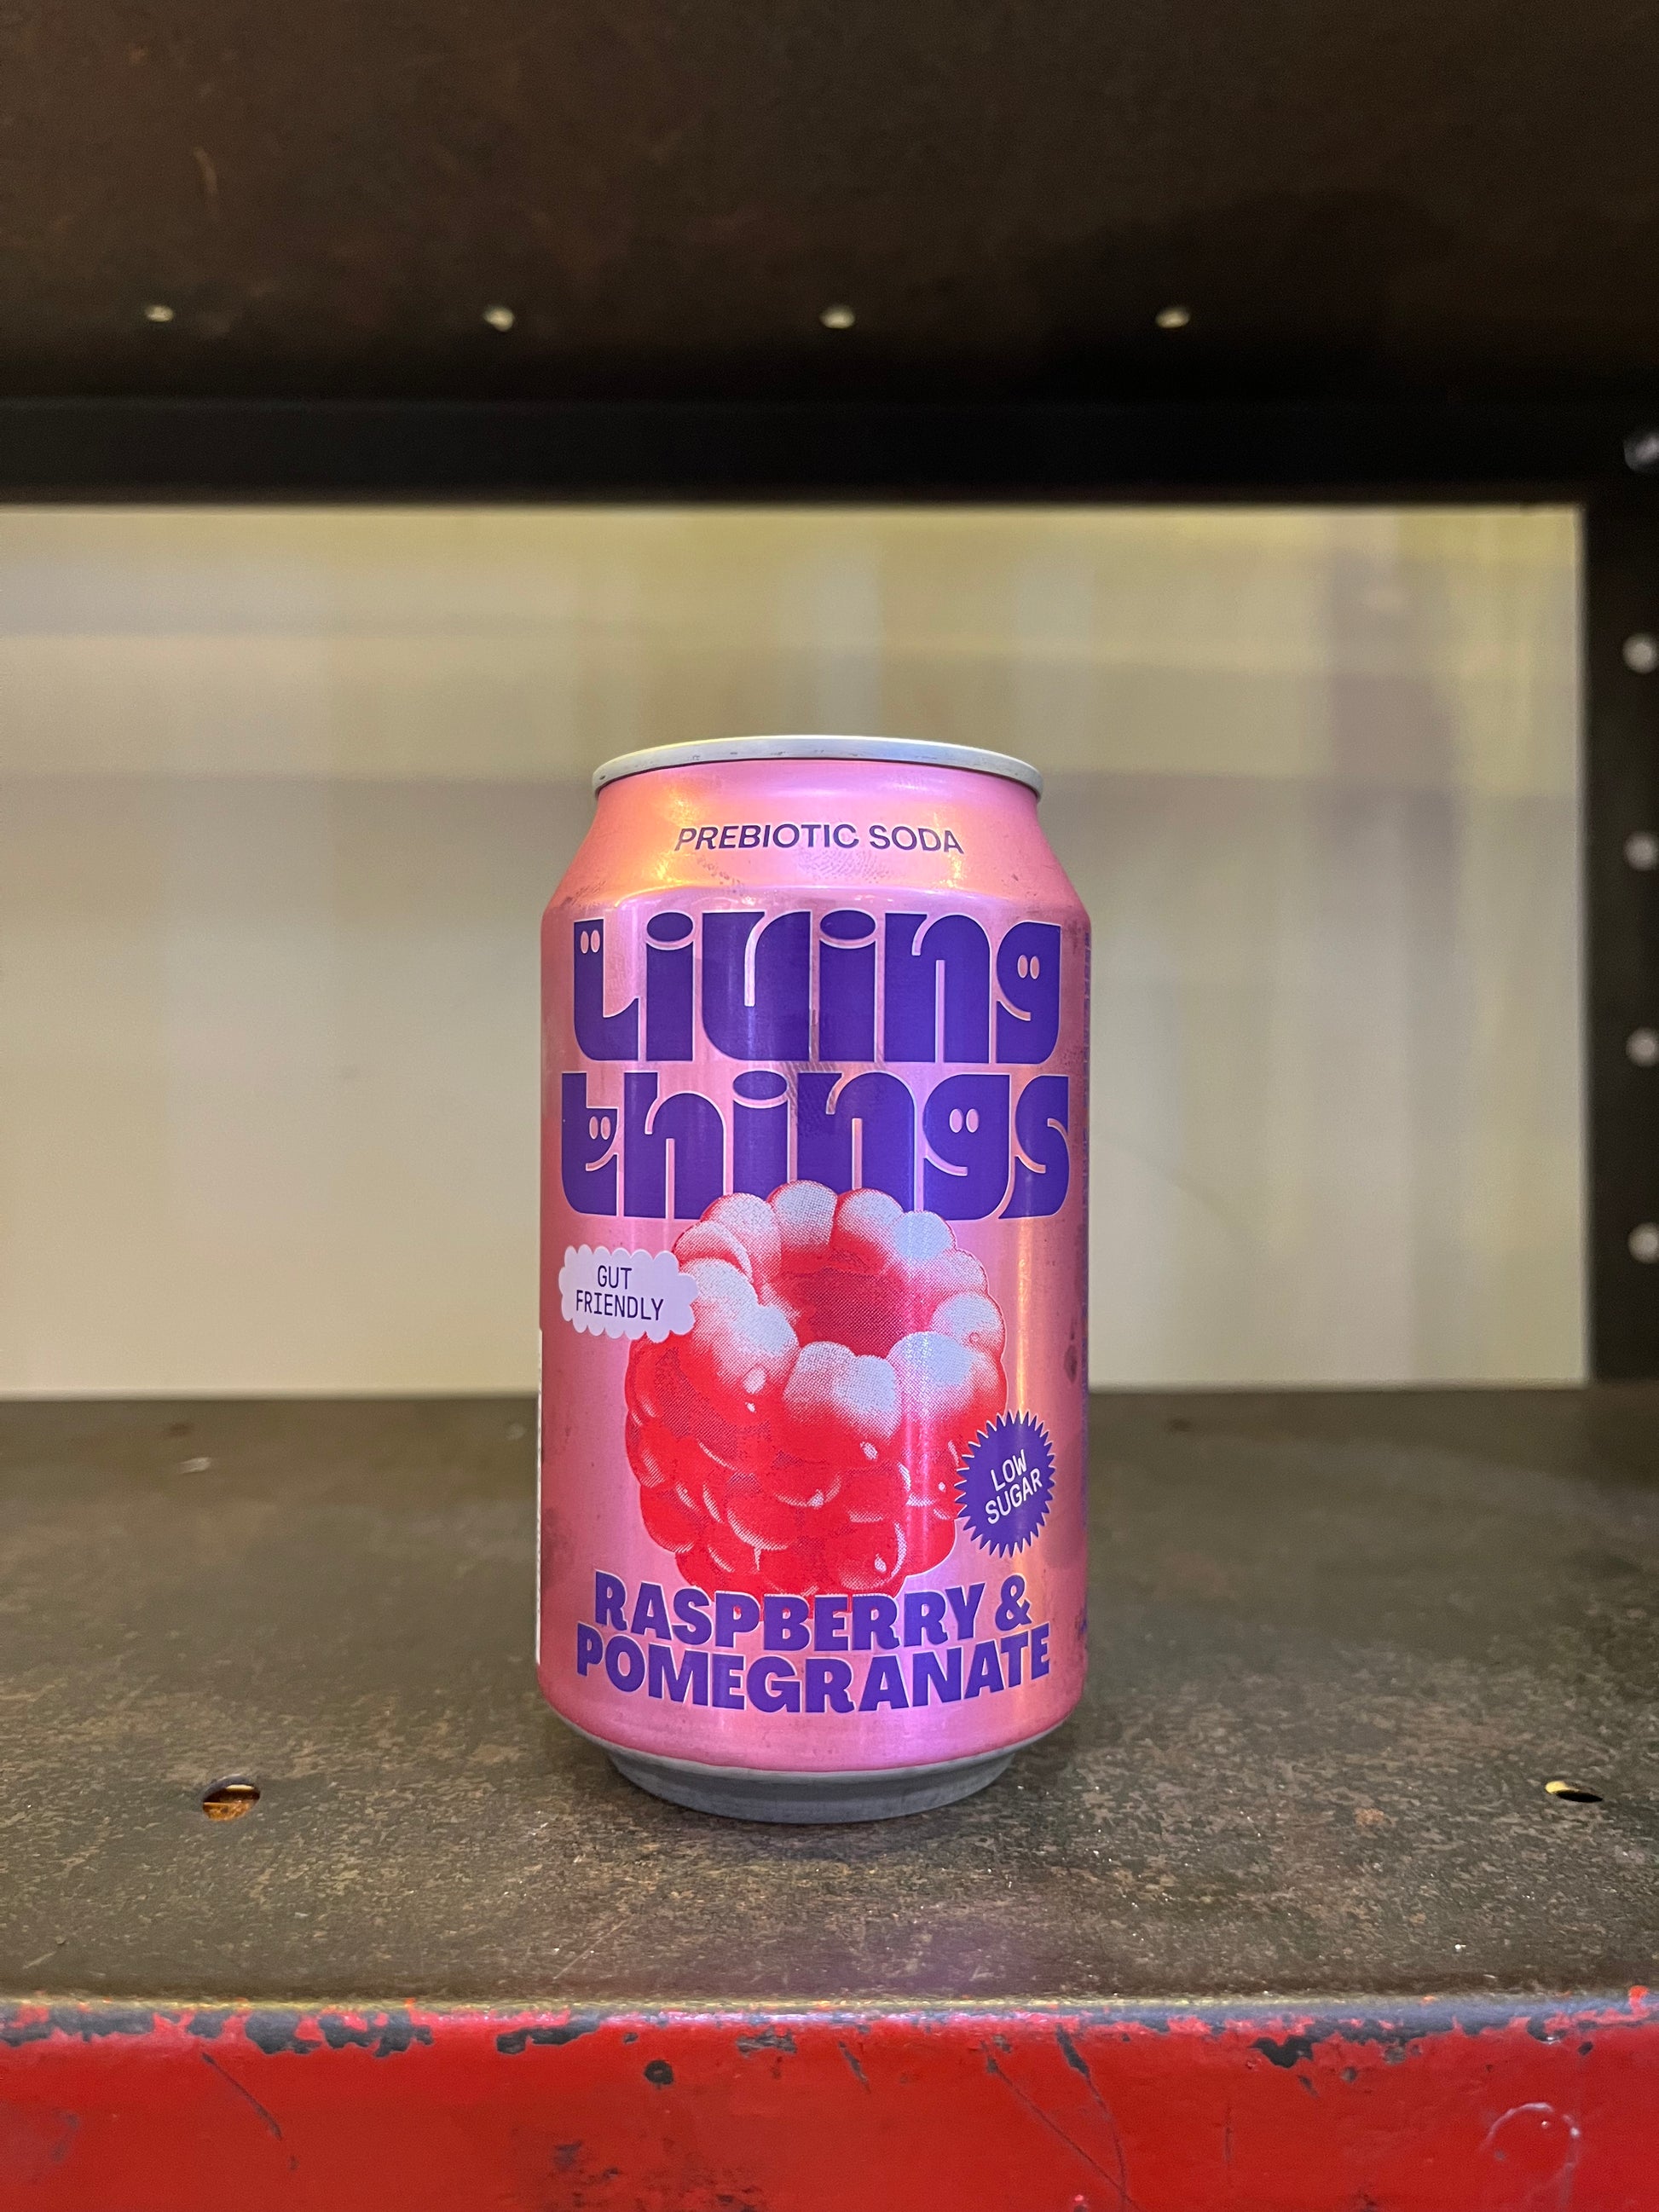 PREBIOTIC SODA
Living
things
GUT
FRIENDLY
LOW
SUGAR
RASPBERRY &
POMEGRANATE